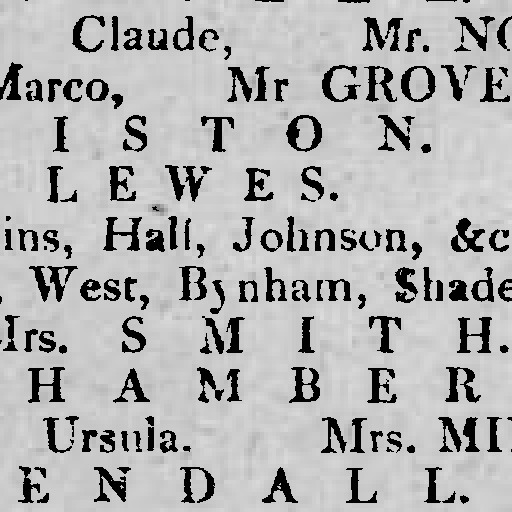 Claude, Mr. NO
Marco, Mr GROVE
I S T O N.
L E W E S.
ins, Hall, Johnson, &c
, West, Bynham, Shade
Mrs. S M I T H.
H A M B E R
Ursula. Mrs. MI
E N D A L L.